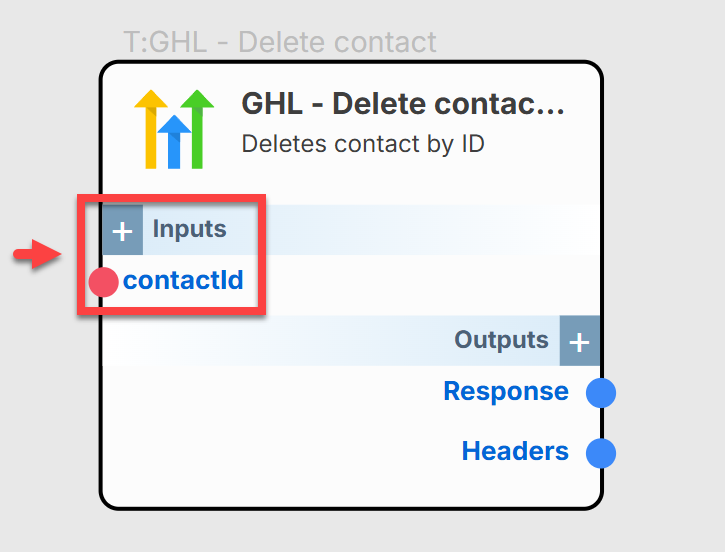 T:GHL - Delete contact
GHL - Delete contac...
Deletes contact by ID
+ Inputs
contactId
Outputs +
Response
Headers